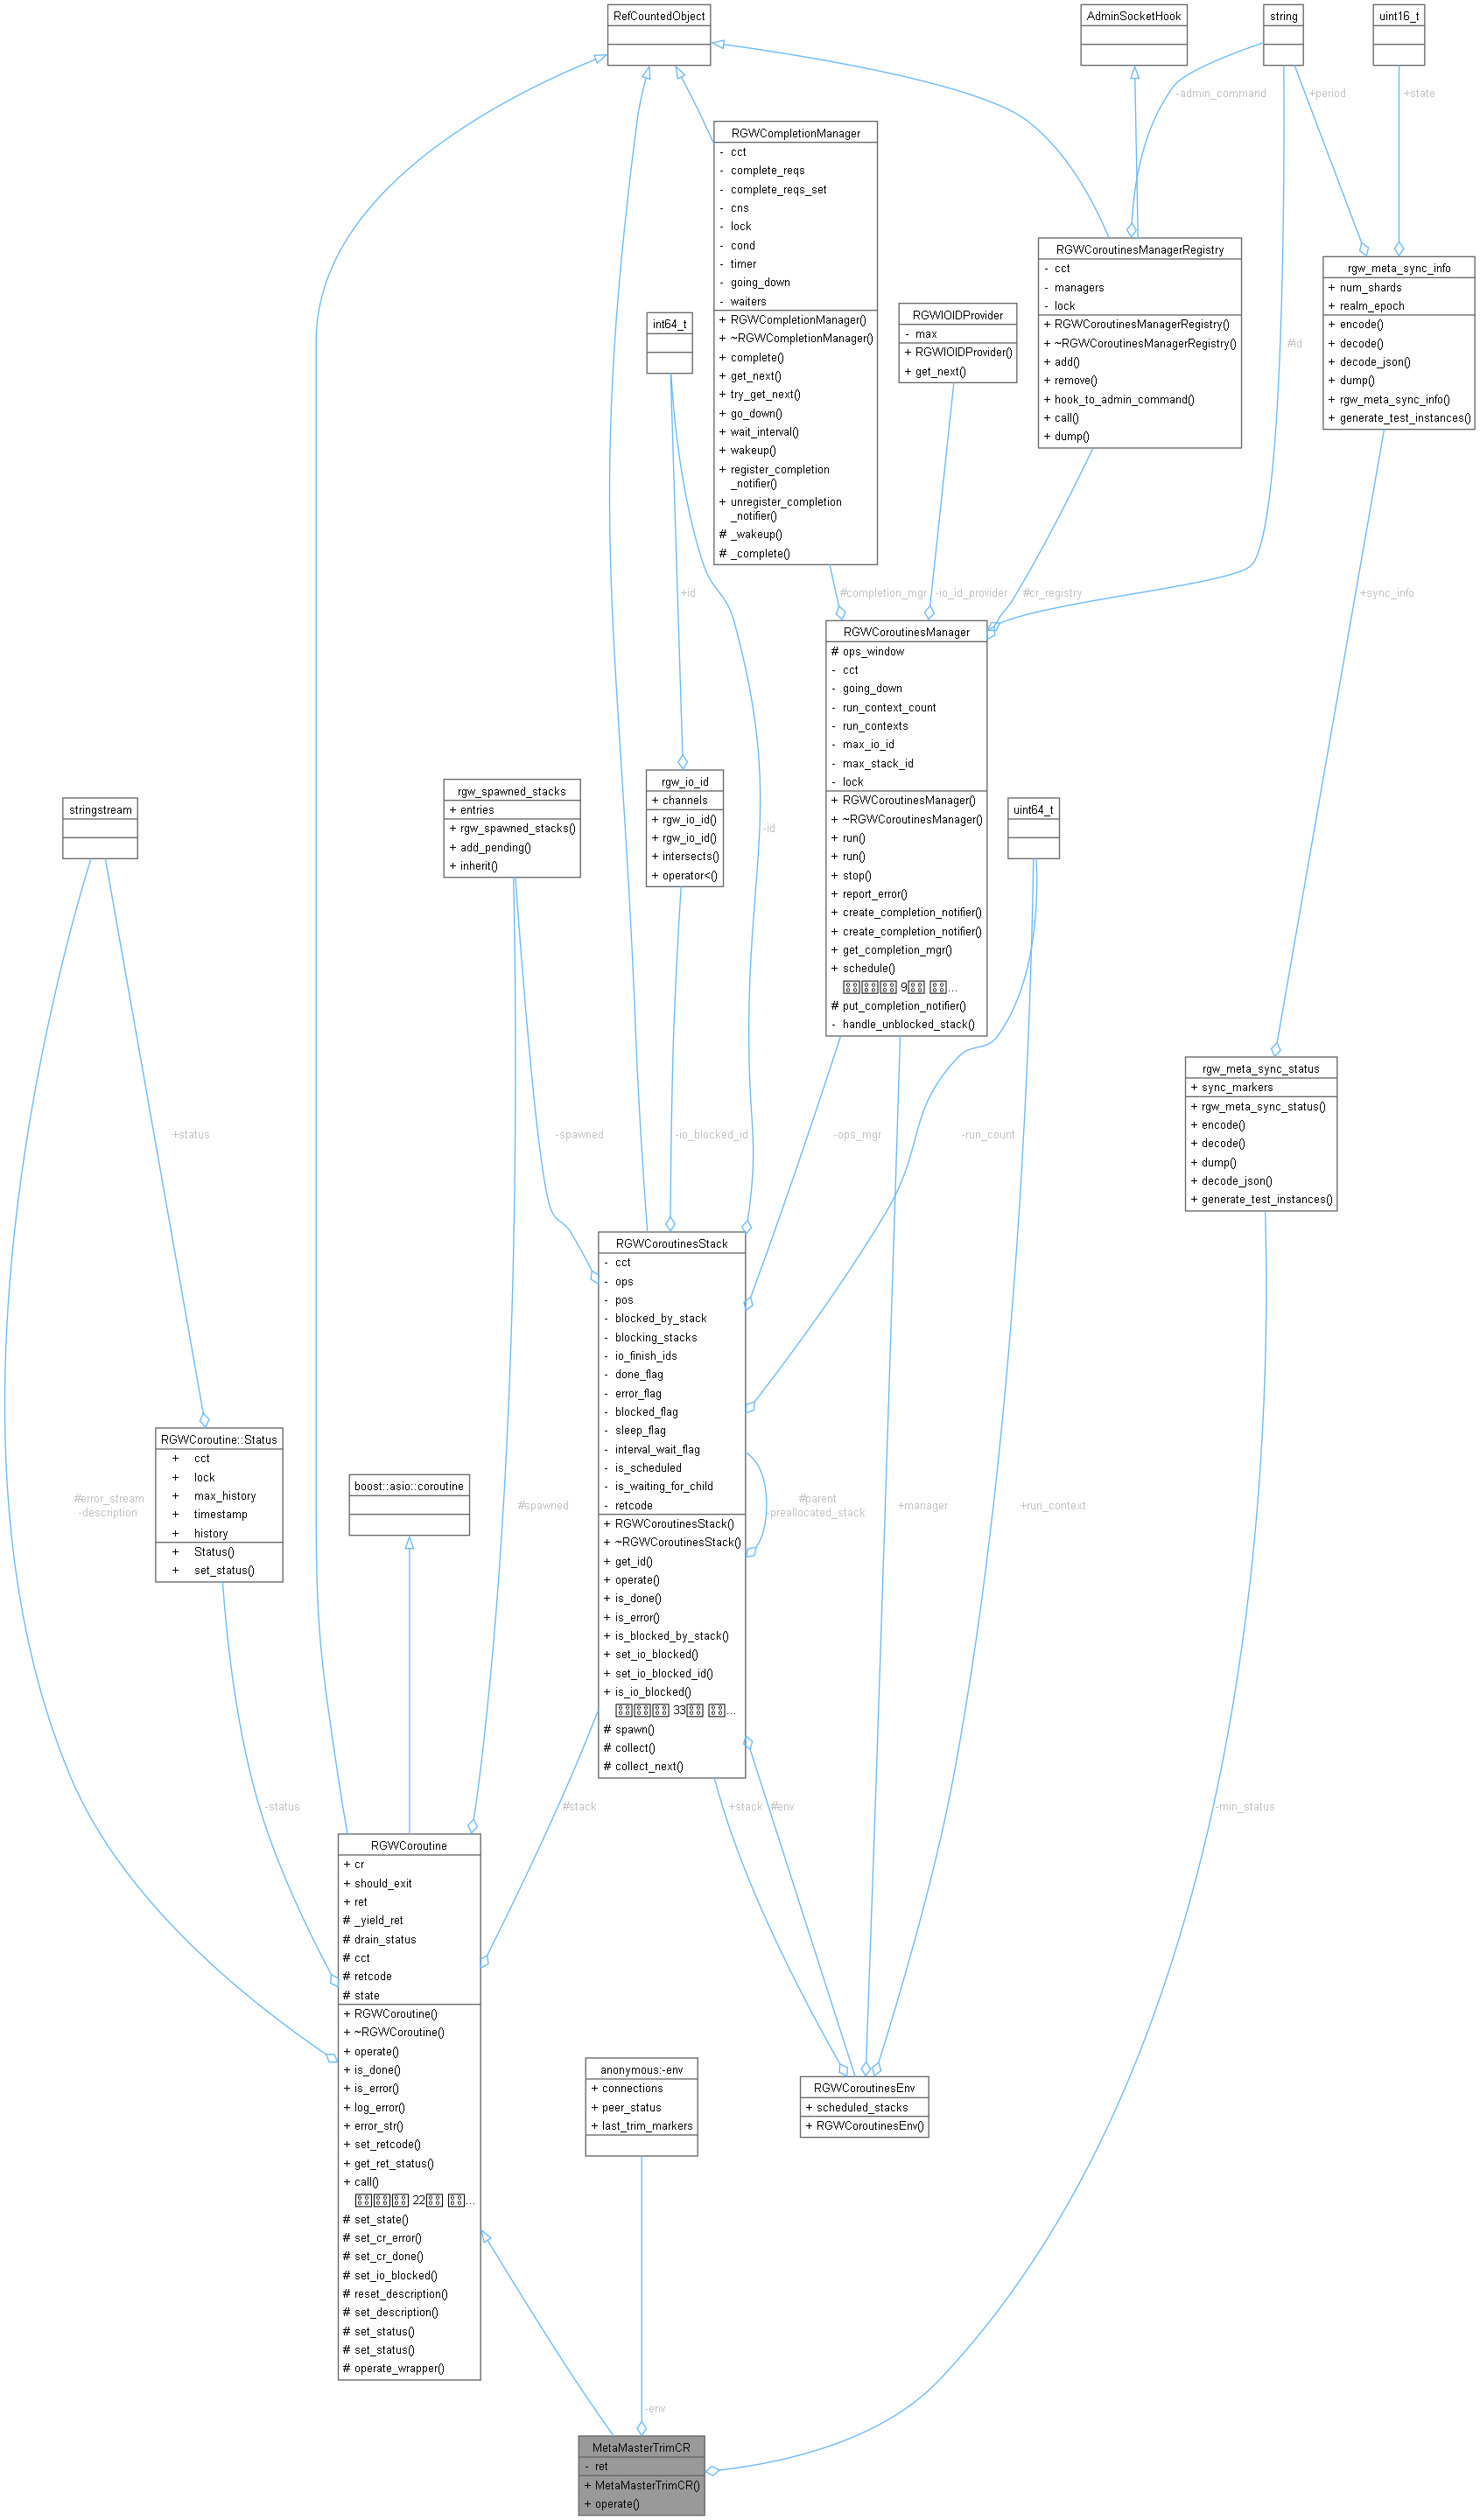 RefCountedObject
AdminSocketHook
string
uint16_t
-admin_command
+period
+state
RGWCompletionManager
- cct
- complete_reqs
- complete_reqs_set
- cns
- lock
- cond
- timer
- going_down
- waiters
+ RGWCompletionManager()
+ ~RGWCompletionManager()
+ complete()
+ get_next()
+ try_get_next()
+ go_down()
+ wait_interval()
+ wakeup()
+ register_completion
_notifier()
+ unregister_completion
_notifier()
# _wakeup()
# _complete()
RGWCoroutinesManagerRegistry
- cct
- managers
- lock
+ RGWCoroutinesManagerRegistry()
+ ~RGWCoroutinesManagerRegistry()
+ add()
+ remove()
+ hook_to_admin_command()
+ call()
+ dump()
rgw_meta_sync_info
+ num_shards
+ realm_epoch
+ encode()
+ decode()
+ decode_json()
+ dump()
+ rgw_meta_sync_info()
+ generate_test_instances()
int64_t
RGWIOIDProvider
- max
+ RGWIOIDProvider()
+ get_next()
#id
+id
#completion_mgr
-io_id_provider
#cr_registry
+sync_info
RGWCoroutinesManager
# ops_window
- cct
- going_down
- run_context_count
- run_contexts
- max_io_id
- max_stack_id
- lock
+ RGWCoroutinesManager()
+ ~RGWCoroutinesManager()
+ run()
+ run()
+ stop()
+ report_error()
+ create_completion_notifier()
+ create_completion_notifier()
+ get_completion_mgr()
+ schedule()
9 ...
# put_completion_notifier()
- handle_unblocked_stack()
stringstream
rgw_spawned_stacks
+ entries
+ rgw_spawned_stacks()
+ add_pending()
+ inherit()
rgw_io_id
+ channels
+ rgw_io_id()
+ rgw_io_id()
+ intersects()
+ operator<()
-id
uint64_t
rgw_meta_sync_status
+ sync_markers
+ rgw_meta_sync_status()
+ encode()
+ decode()
+ dump()
+ decode_json()
+ generate_test_instances()
+status
-spawned
-io_blocked_id
-ops_mgr
-run_count
RGWCoroutinesStack
- cct
- ops
- pos
- blocked_by_stack
- blocking_stacks
- io_finish_ids
- done_flag
- error_flag
- blocked_flag
- sleep_flag
- interval_wait_flag
- is_scheduled
- is_waiting_for_child
- retcode
+ RGWCoroutinesStack()
+ ~RGWCoroutinesStack()
+ get_id()
+ operate()
+ is_done()
+ is_error()
+ is_blocked_by_stack()
+ set_io_blocked()
+ set_io_blocked_id()
+ is_io_blocked()
33 ...
# spawn()
# collect()
# collect_next()
RGWCoroutine::Status
+ cct
+ lock
+ max_history
+ timestamp
+ history
+ Status()
+ set_status()
boost::asio::coroutine
#error_stream
-description
#spawned
#parent
-preallocated_stack
+manager
+run_context
-status
#stack
+stack
#env
-min_status
RGWCoroutine
+ cr
+ should_exit
+ ret
# _yield_ret
# drain_status
# cct
# retcode
# state
+ RGWCoroutine()
+ ~RGWCoroutine()
+ operate()
+ is_done()
+ is_error()
+ log_error()
+ error_str()
+ set_retcode()
+ get_ret_status()
+ call()
22 ...
# set_state()
# set_cr_error()
# set_cr_done()
# set_io_blocked()
# reset_description()
# set_description()
# set_status()
# set_status()
# operate_wrapper()
anonymous:-env
+ connections
+ peer_status
+ last_trim_markers
RGWCoroutinesEnv
+ scheduled_stacks
+ RGWCoroutinesEnv()
-env
MetaMasterTrimCR
- ret
+ MetaMasterTrimCR()
+ operate()